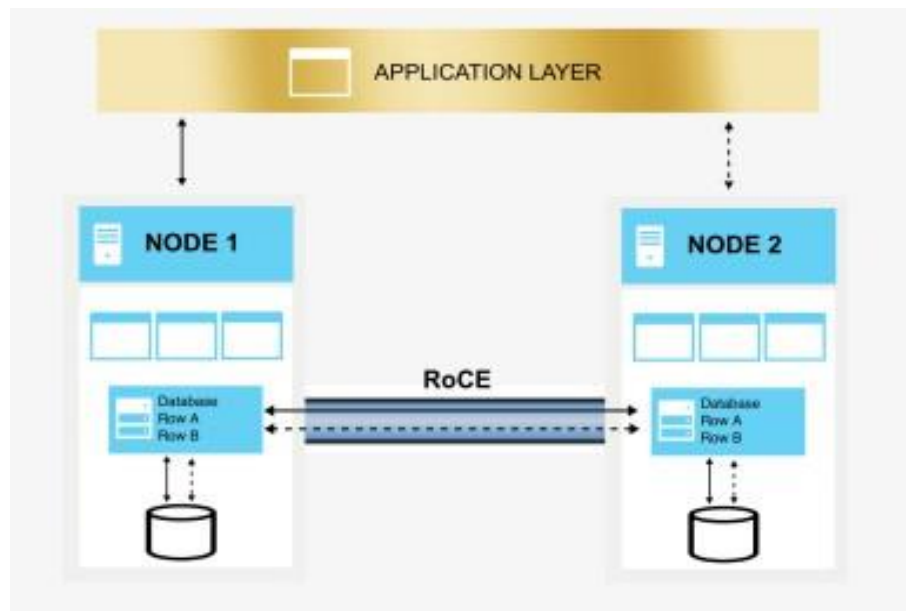 APPLICATION LAYER
NODE 1
NODE 2
RoCE
Database
Row A
Row B
Database
Row A
Row B